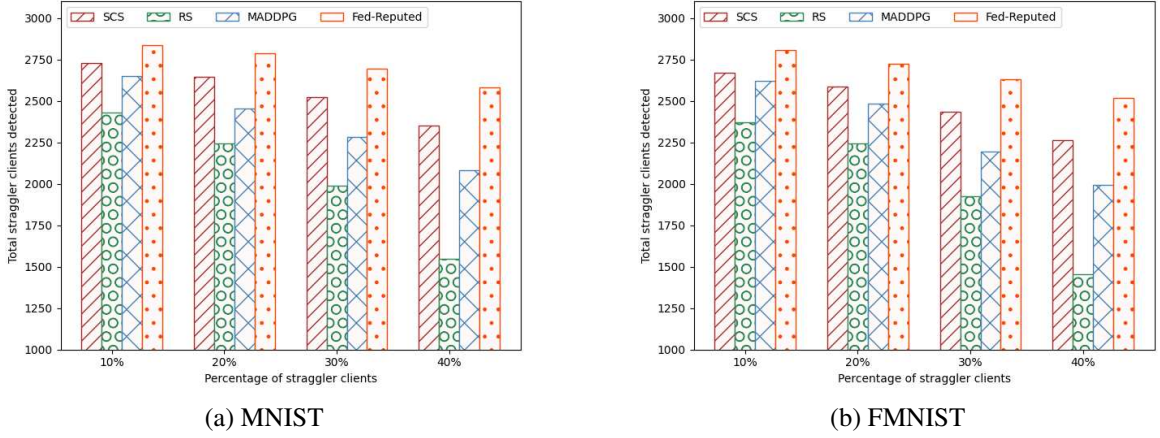 SCS RS MADDPG Fed-Reputed
3000
2750
2500
2250
2000
1750
1500
1250
1000
Total straggler clients detected
10% 20% 30% 40%
Percentage of straggler clients
(a) MNIST
SCS RS MADDPG Fed-Reputed
3000
2750
2500
2250
2000
1750
1500
1250
1000
Total straggler clients detected
10% 20% 30% 40%
Percentage of straggler clients
(b) FMNIST